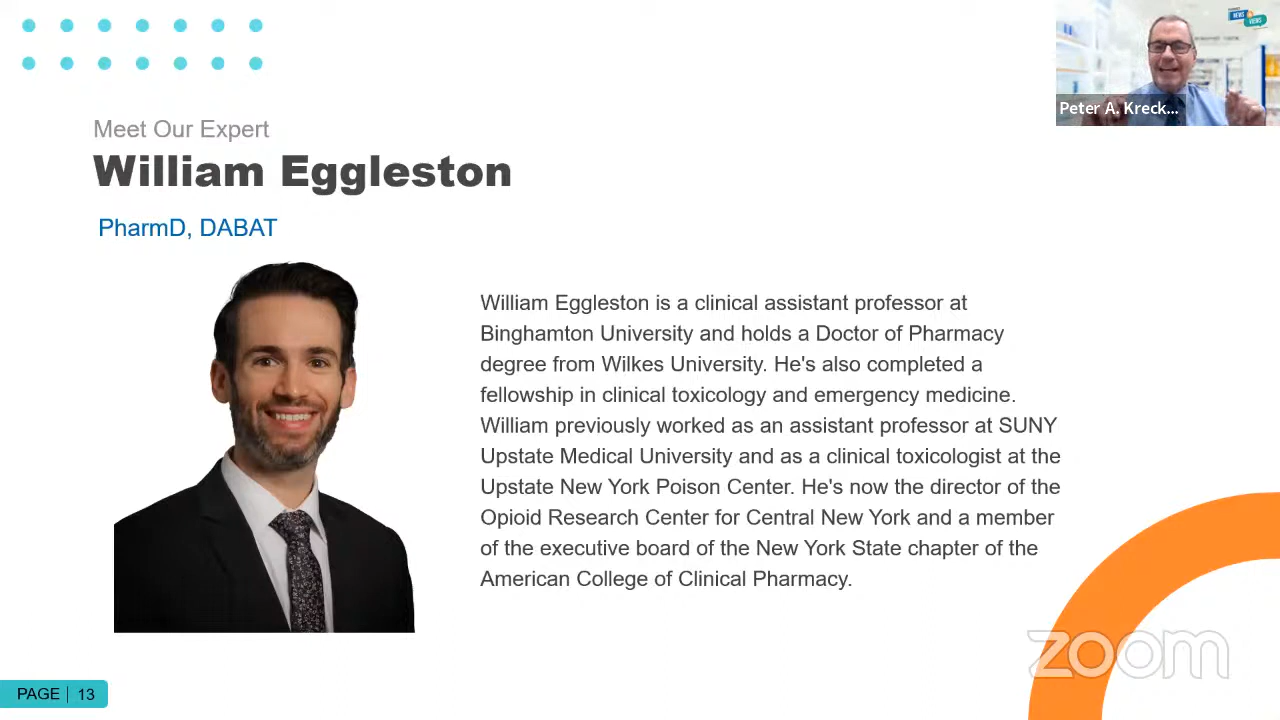 NEWS
VIEWS
Peter A. Kreck...
Meet Our Expert
William Eggleston
PharmD, DABAT
William Eggleston is a clinical assistant professor at
Binghamton University and holds a Doctor of Pharmacy
degree from Wilkes University. He's also completed a
fellowship in clinical toxicology and emergency medicine.
William previously worked as an assistant professor at SUNY
Upstate Medical University and as a clinical toxicologist at the
Upstate New York Poison Center. He's now the director of the
Opioid Research Center for Central New York and a member
of the executive board of the New York State chapter of the
American College of Clinical Pharmacy.
zoom
PAGE | 13